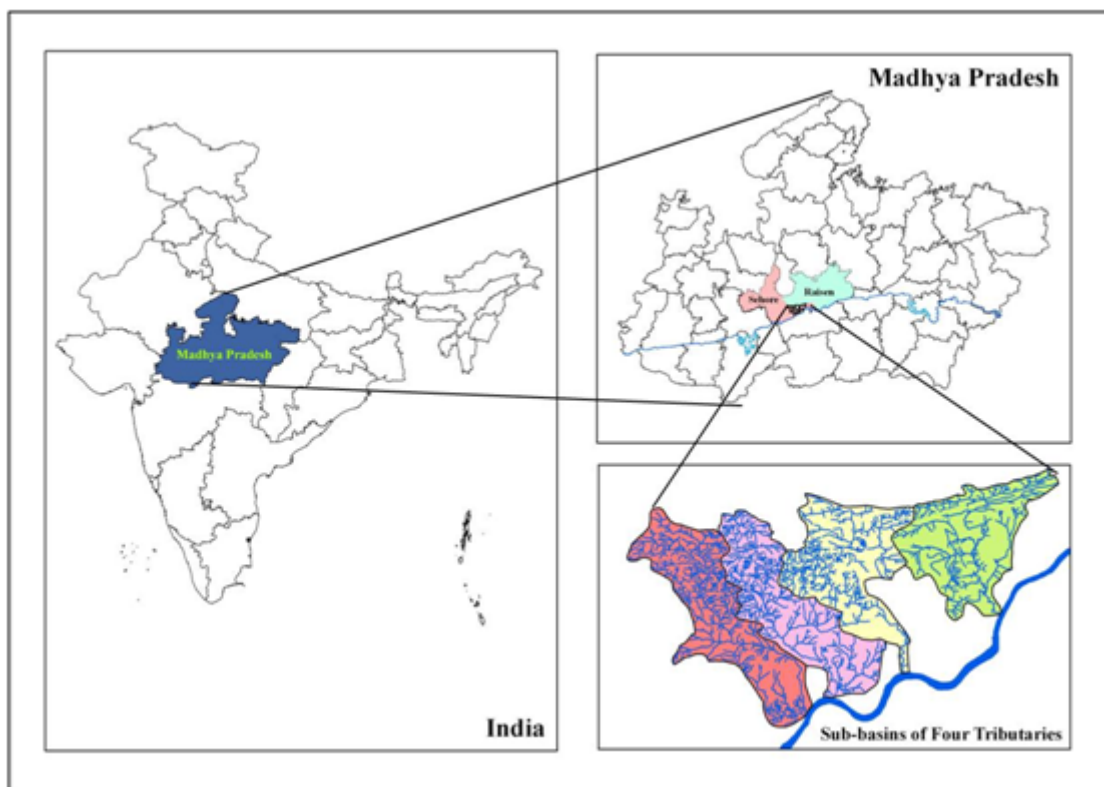 Madhya Pradesh
India
Madhya Pradesh
Sehore
Raisen
Sub-basins of Four Tributaries